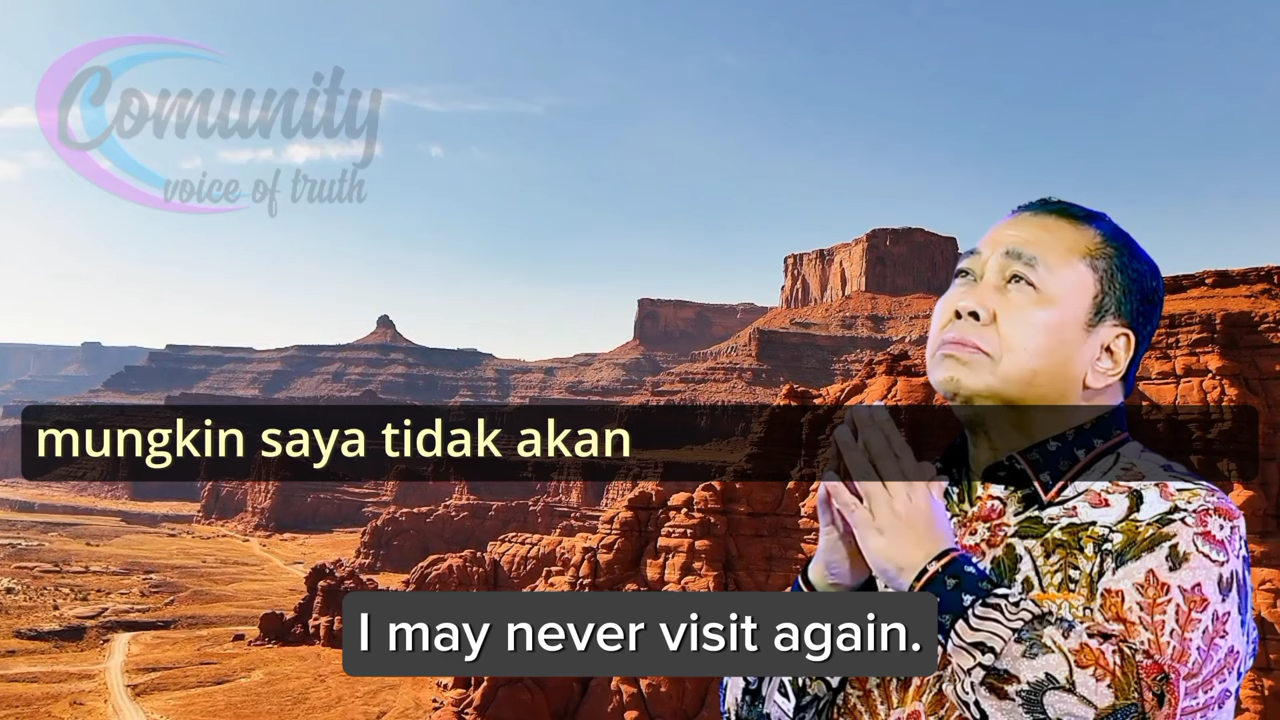 Comunity
voice of truth
mungkin saya tidak akan
I may never visit again.